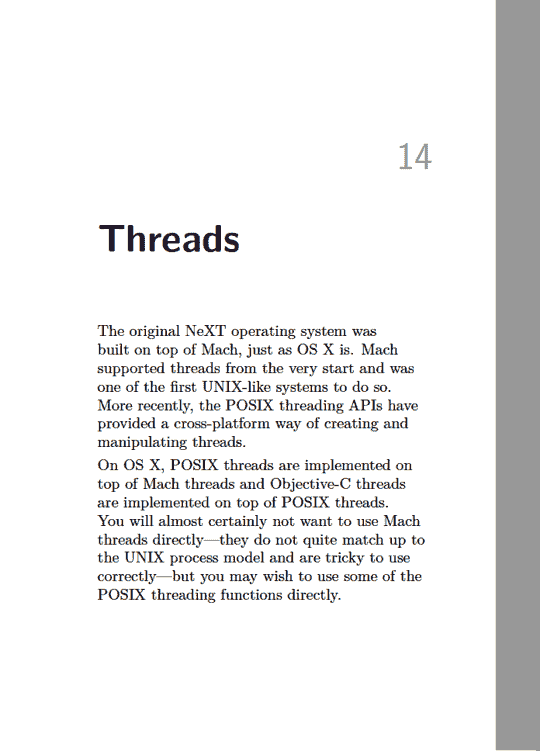 14
Threads
The original NeXT operating system was
built on top of Mach, just as OS X is. Mach
supported threads from the very start and was
one of the first UNIX-like systems to do so.
More recently, the POSIX threading APIs have
provided a cross-platform way of creating and
manipulating threads.
On OS X, POSIX threads are implemented on
top of Mach threads and Objective-C threads
are implemented on top of POSIX threads.
You will almost certainly not want to use Mach
threads directly—they do not quite match up to
the UNIX process model and are tricky to use
correctly—but you may wish to use some of the
POSIX threading functions directly.